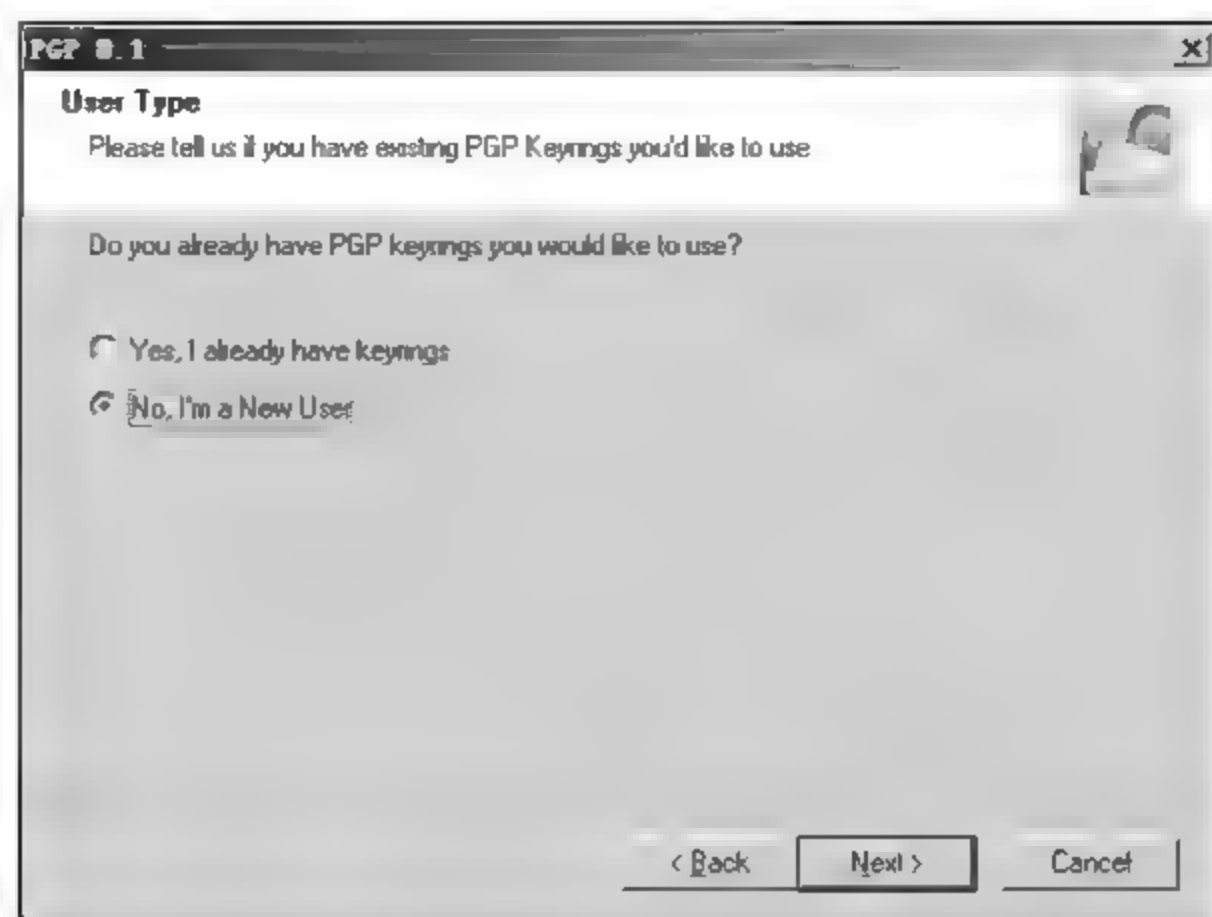 PGP 8.1
User Type
Please tell us if you have existing PGP Keyrings you'd like to use
Do you already have PGP keyrings you would like to use?
Yes, I already have keyrings
No, I'm a New User
< Back Next > Cancel